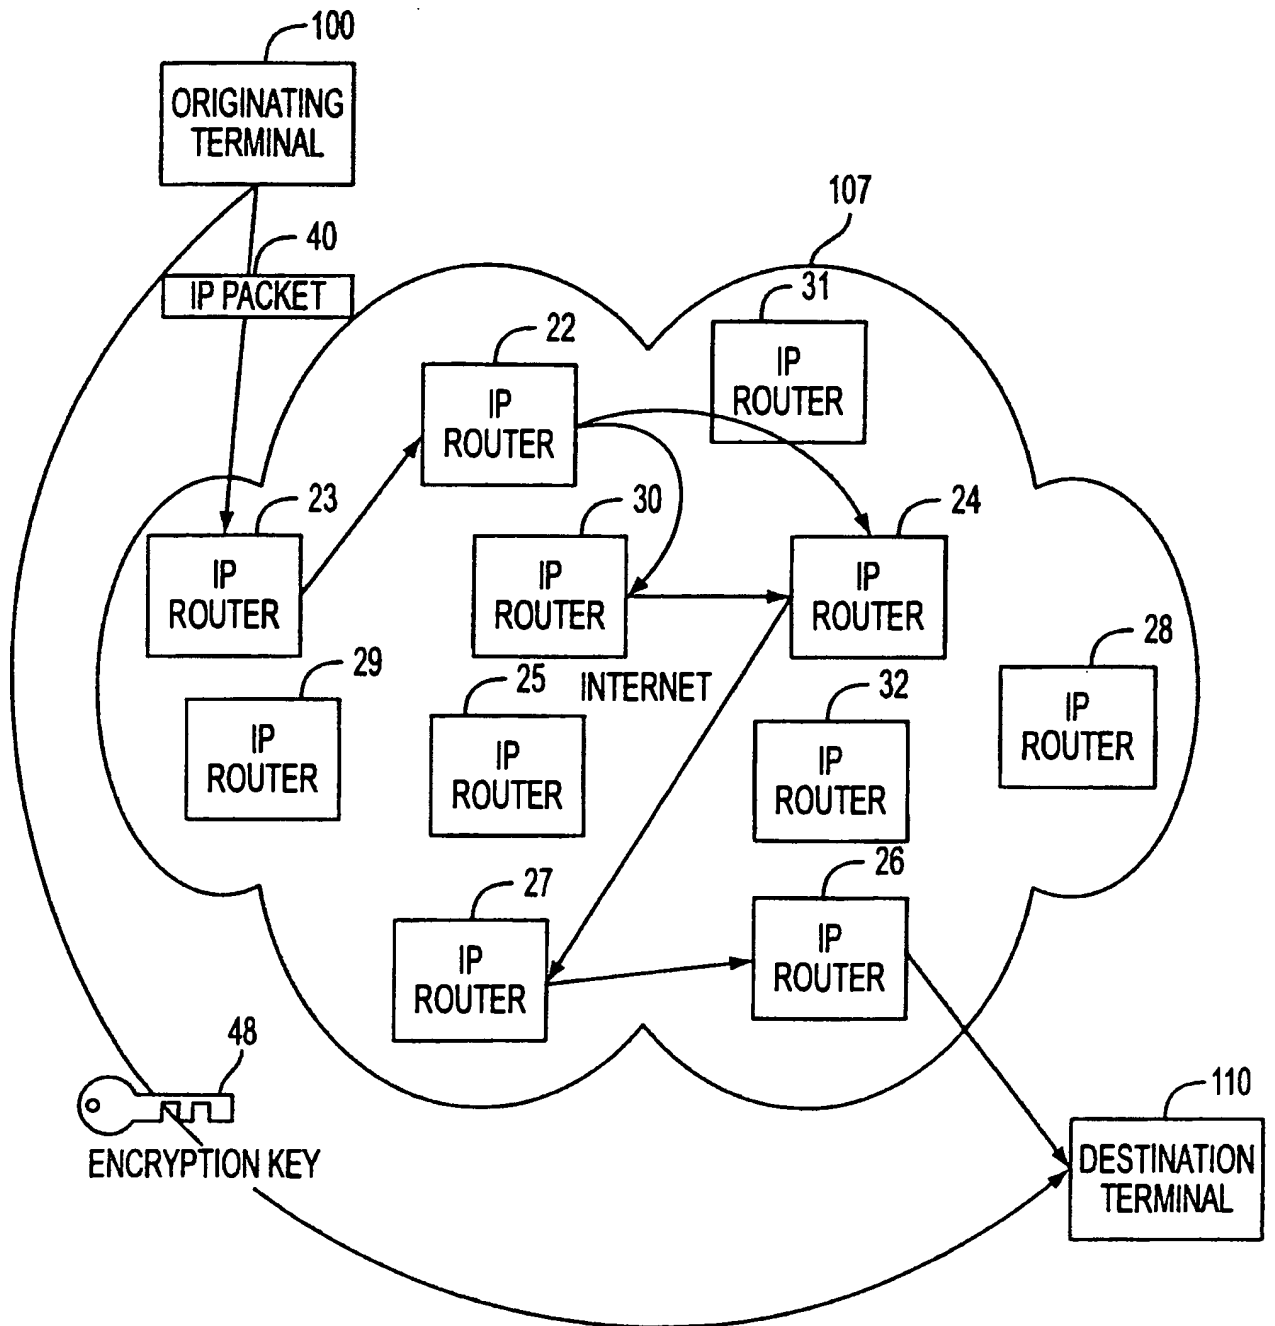 100
ORIGINATING
TERMINAL
107
40
IP PACKET
31
IP
ROUTER
22
IP
ROUTER
23
IP
ROUTER
30
IP
ROUTER
24
IP
ROUTER
29
IP
ROUTER
25
IP
ROUTER
INTERNET
32
IP
ROUTER
28
IP
ROUTER
27
IP
ROUTER
26
IP
ROUTER
48
ENCRYPTION KEY
110
DESTINATION
TERMINAL